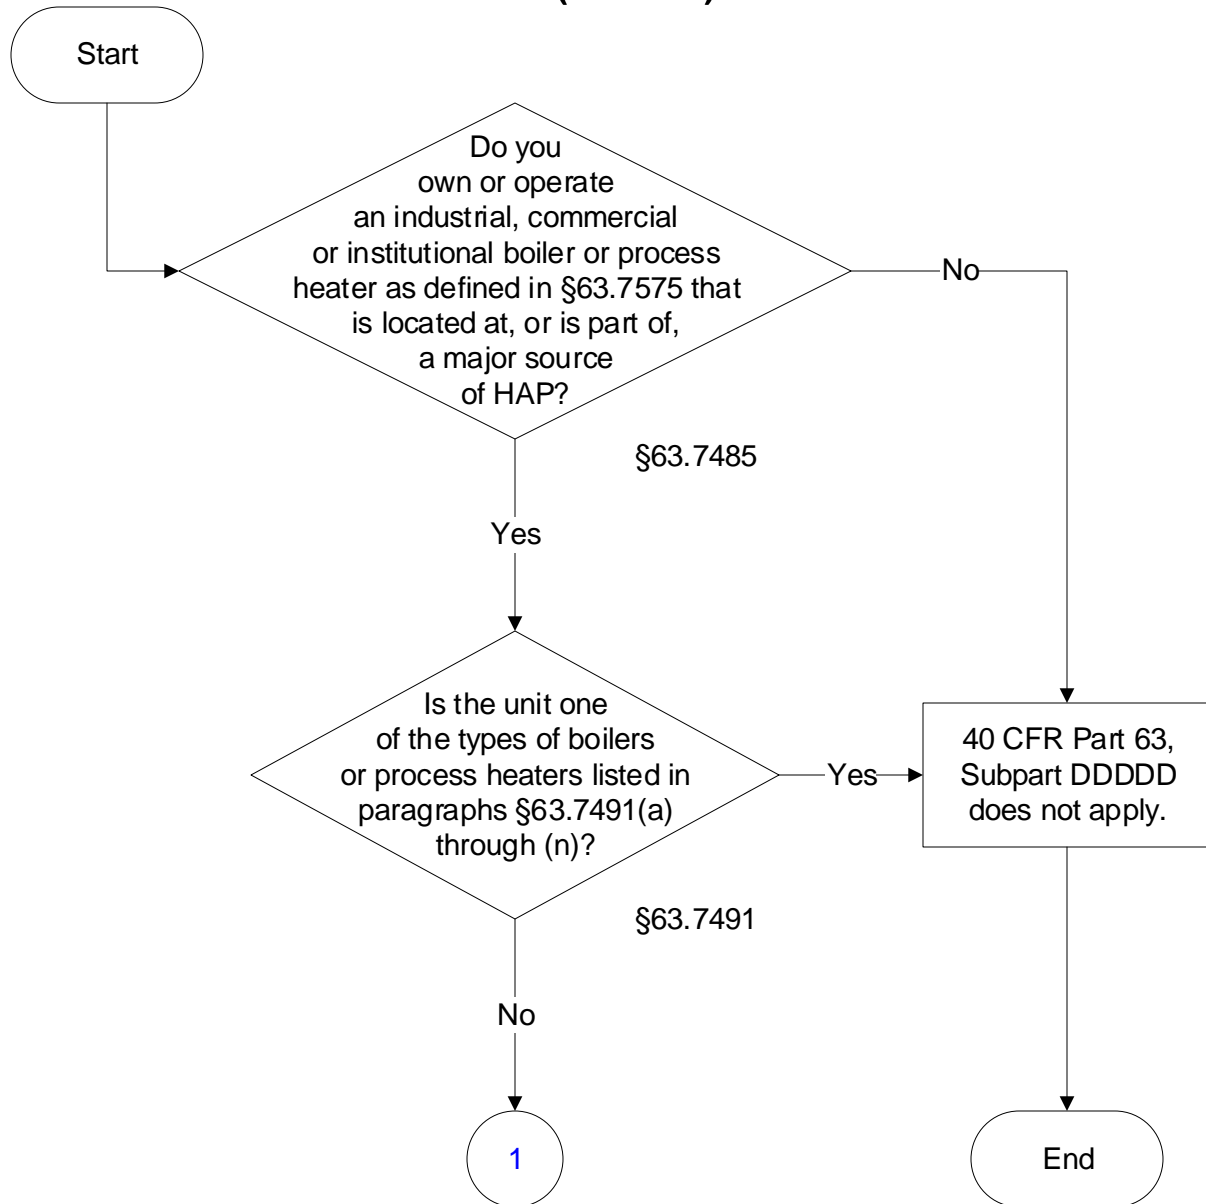 Start
Do you
own or operate
an industrial, commercial
or institutional boiler or process
heater as defined in §63.7575 that
is located at, or is part of,
a major source
of HAP?
No
§63.7485
Yes
Is the unit one
of the types of boilers
or process heaters listed in
paragraphs §63.7491(a)
through (n)?
Yes
40 CFR Part 63,
Subpart DDDDD
does not apply.
§63.7491
No
1
End